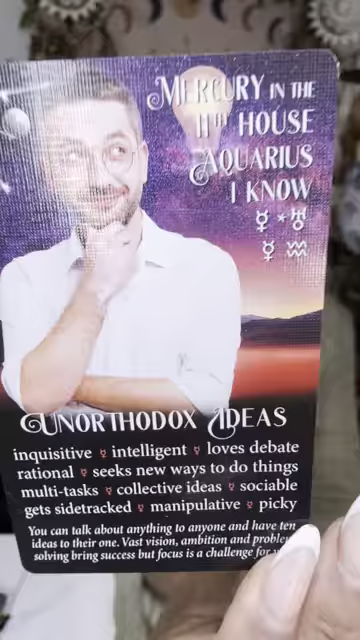 MERCURY IN THE
11TH HOUSE
AQUARIUS
I KNOW
☿ * ♅
☿ ♒
UNORTHODOX IDEAS
inquisitive ☿ intelligent ☿ loves debate
rational ☿ seeks new ways to do things
multi-tasks ☿ collective ideas ☿ sociable
gets sidetracked ☿ manipulative ☿ picky
You can talk about anything to anyone and have ten
ideas to their one. Vast vision, ambition and
solving bring success but focus is a challenge for